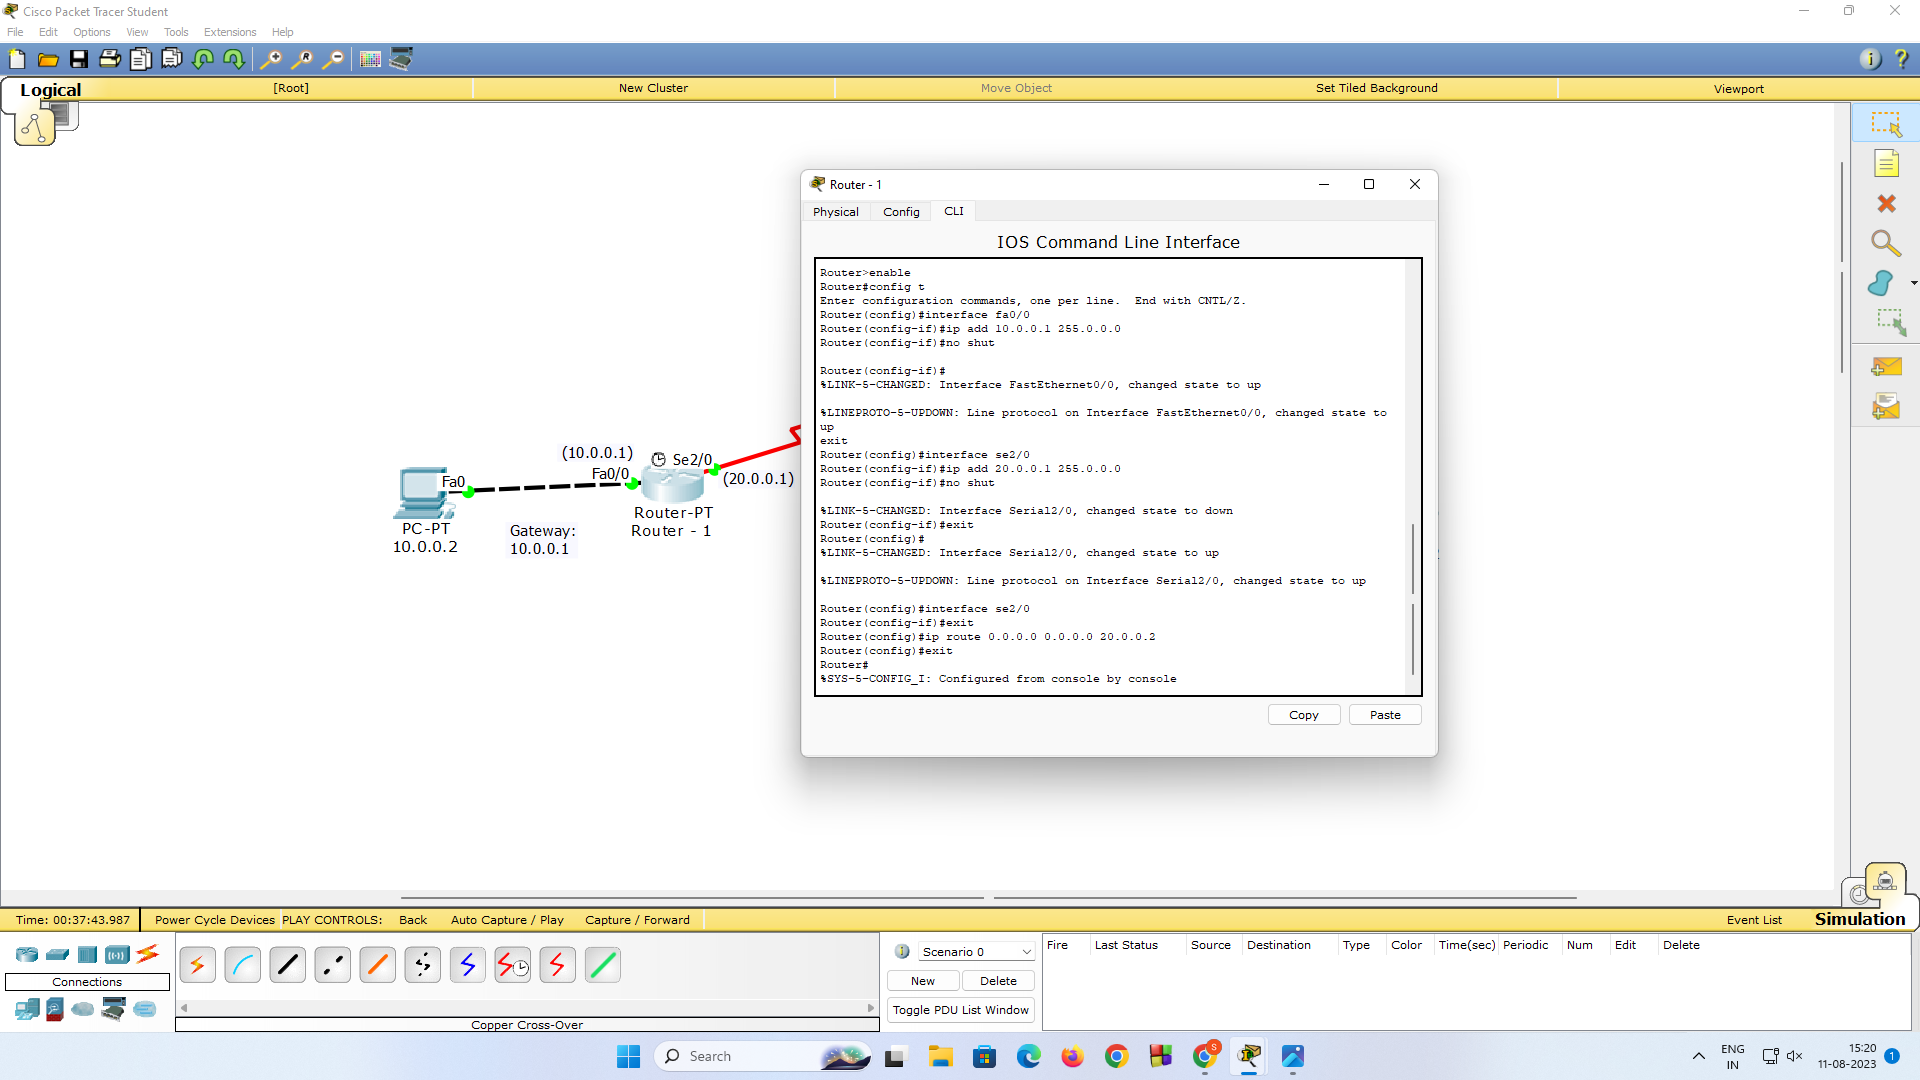 Cisco Packet Tracer Student
File Edit Options View Tools Extensions Help
Logical [Root] New Cluster Move Object Set Tiled Background Viewport
Router - 1
Physical Config CLI
IOS Command Line Interface
Router>enable
Router#config t
Enter configuration commands, one per line.  End with CNTL/Z.
Router(config)#interface fa0/0
Router(config-if)#ip add 10.0.0.1 255.0.0.0
Router(config-if)#no shut
Router(config-if)#
%LINK-5-CHANGED: Interface FastEthernet0/0, changed state to up
%LINEPROTO-5-UPDOWN: Line protocol on Interface FastEthernet0/0, changed state to
up
exit
Router(config)#interface se2/0
Router(config-if)#ip add 20.0.0.1 255.0.0.0
Router(config-if)#no shut
%LINK-5-CHANGED: Interface Serial2/0, changed state to down
Router(config-if)#exit
Router(config)#
%LINK-5-CHANGED: Interface Serial2/0, changed state to up
%LINEPROTO-5-UPDOWN: Line protocol on Interface Serial2/0, changed state to up
Router(config)#interface se2/0
Router(config-if)#exit
Router(config)#ip route 0.0.0.0 0.0.0.0 20.0.0.2
Router(config)#exit
Router#
%SYS-5-CONFIG_I: Configured from console by console
Copy Paste
(10.0.0.1)
Fa0/0
Se2/0
(20.0.0.1)
Fa0
PC-PT
10.0.0.2
Gateway:
10.0.0.1
Router-PT
Router - 1
Time: 00:37:43.987 Power Cycle Devices PLAY CONTROLS: Back Auto Capture / Play Capture / Forward Event List Simulation
Connections
Copper Cross-Over
Scenario 0
New Delete
Toggle PDU List Window
Fire Last Status Source Destination Type Color Time(sec) Periodic Num Edit Delete
Search
S
ENG
IN
15:20
11-08-2023
1